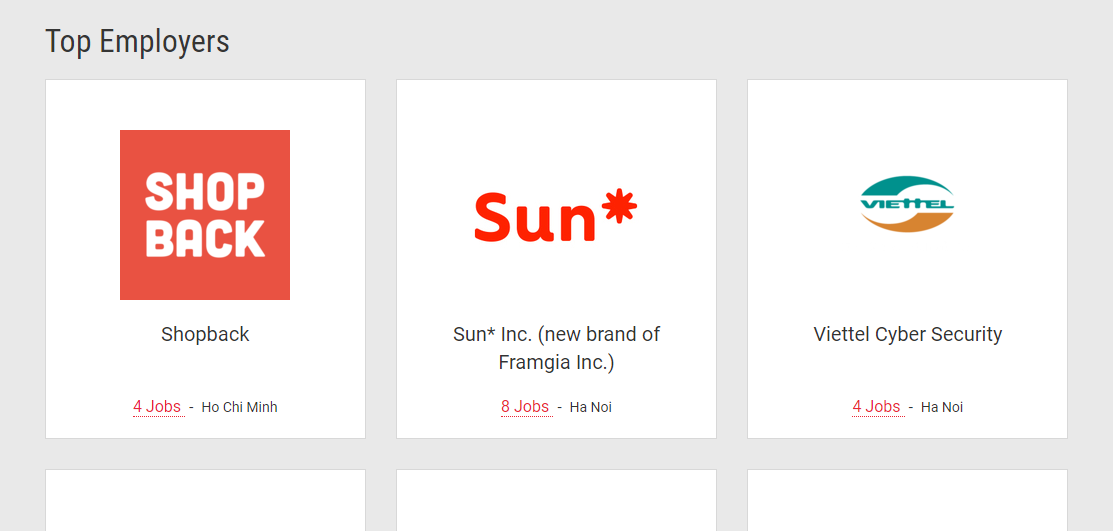 Top Employers
SHOP
BACK
Sun*
VIETTEL
Shopback
Sun* Inc. (new brand of
Framgia Inc.)
Viettel Cyber Security
4 Jobs - Ho Chi Minh
8 Jobs - Ha Noi
4 Jobs - Ha Noi